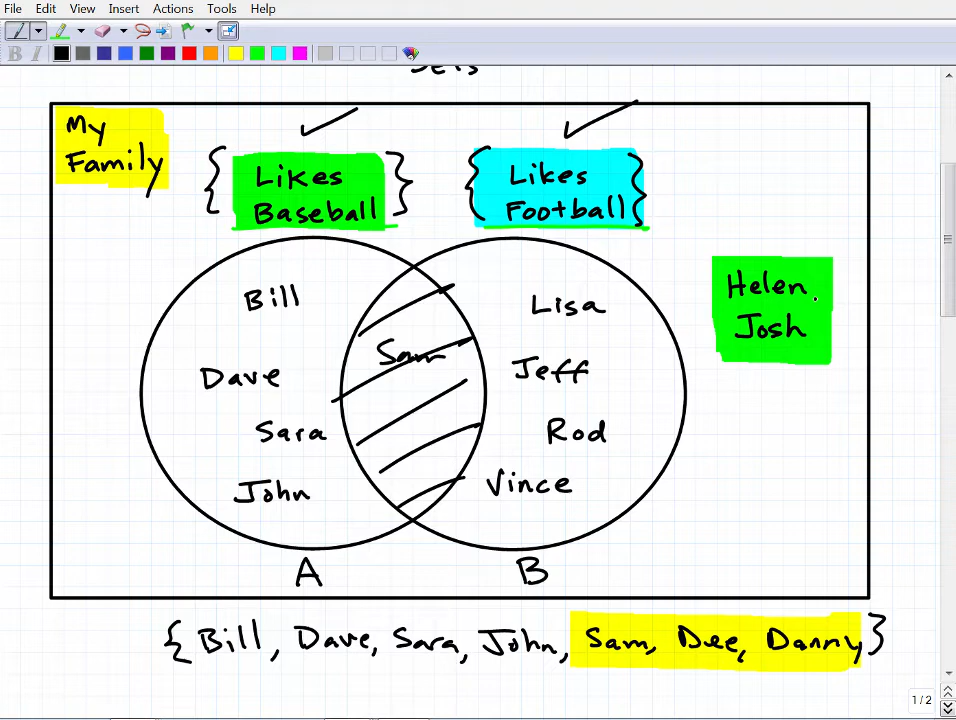 File Edit View Insert Actions Tools Help
B I
Sets
My
Family
{ Likes
Baseball }
{ Likes
Football }
Bill
Dave
Sara
John
Sam
Lisa
Jeff
Rod
Vince
Helen
Josh
A
B
{ Bill, Dave, Sara, John, Sam, Dee, Danny }
1 / 2